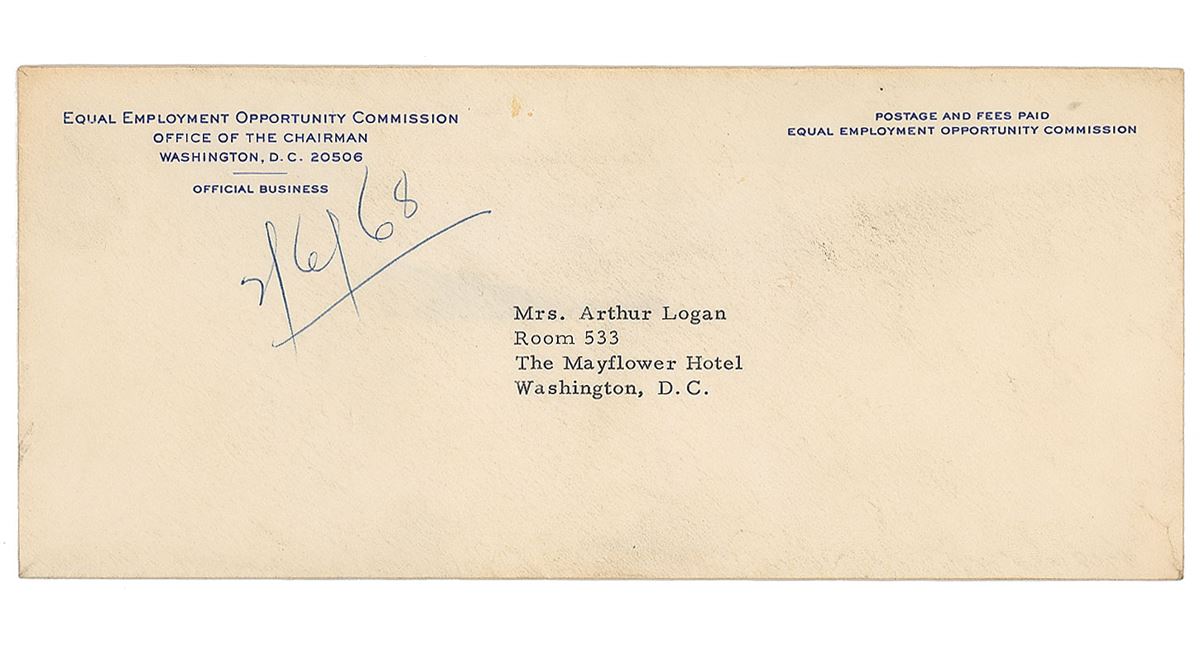 EQUAL EMPLOYMENT OPPORTUNITY COMMISSION
OFFICE OF THE CHAIRMAN
WASHINGTON, D.C. 20506
OFFICIAL BUSINESS
POSTAGE AND FEES PAID
EQUAL EMPLOYMENT OPPORTUNITY COMMISSION
2/6/68
Mrs. Arthur Logan
Room 533
The Mayflower Hotel
Washington, D.C.